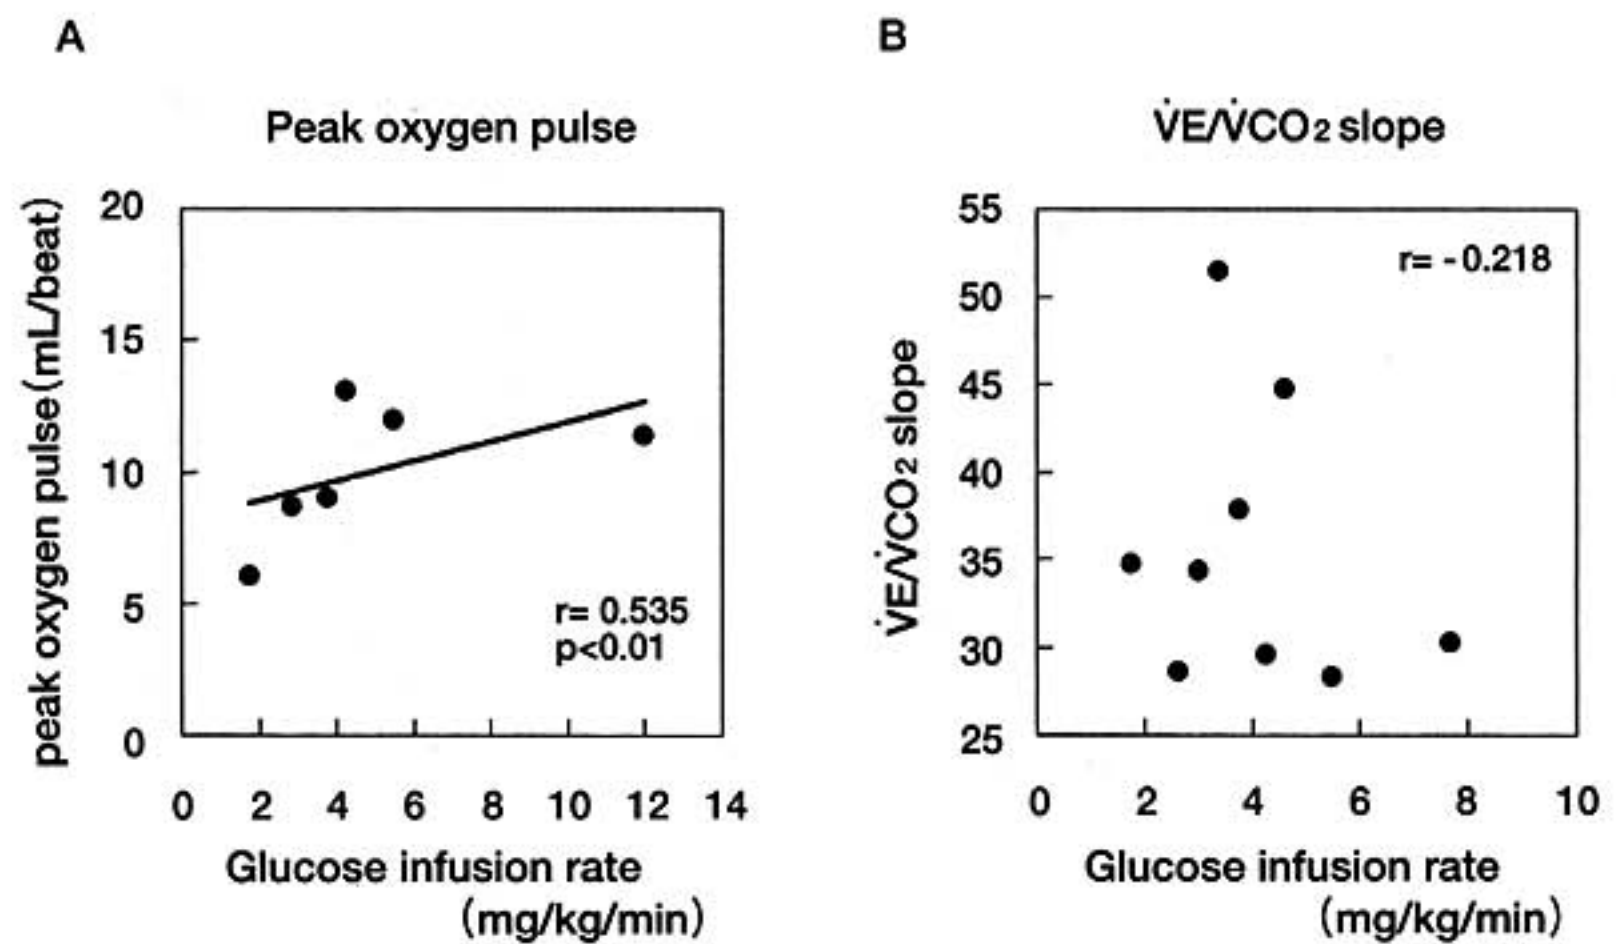 A
Peak oxygen pulse
peak oxygen pulse(mL/beat)
20
15
10
5
0
r= 0.535
p<0.01
0 2 4 6 8 10 12 14
Glucose infusion rate
(mg/kg/min)
B
V̇E/V̇CO₂ slope
V̇E/V̇CO₂ slope
55
50
45
40
35
30
25
r= -0.218
0 2 4 6 8 10
Glucose infusion rate
(mg/kg/min)